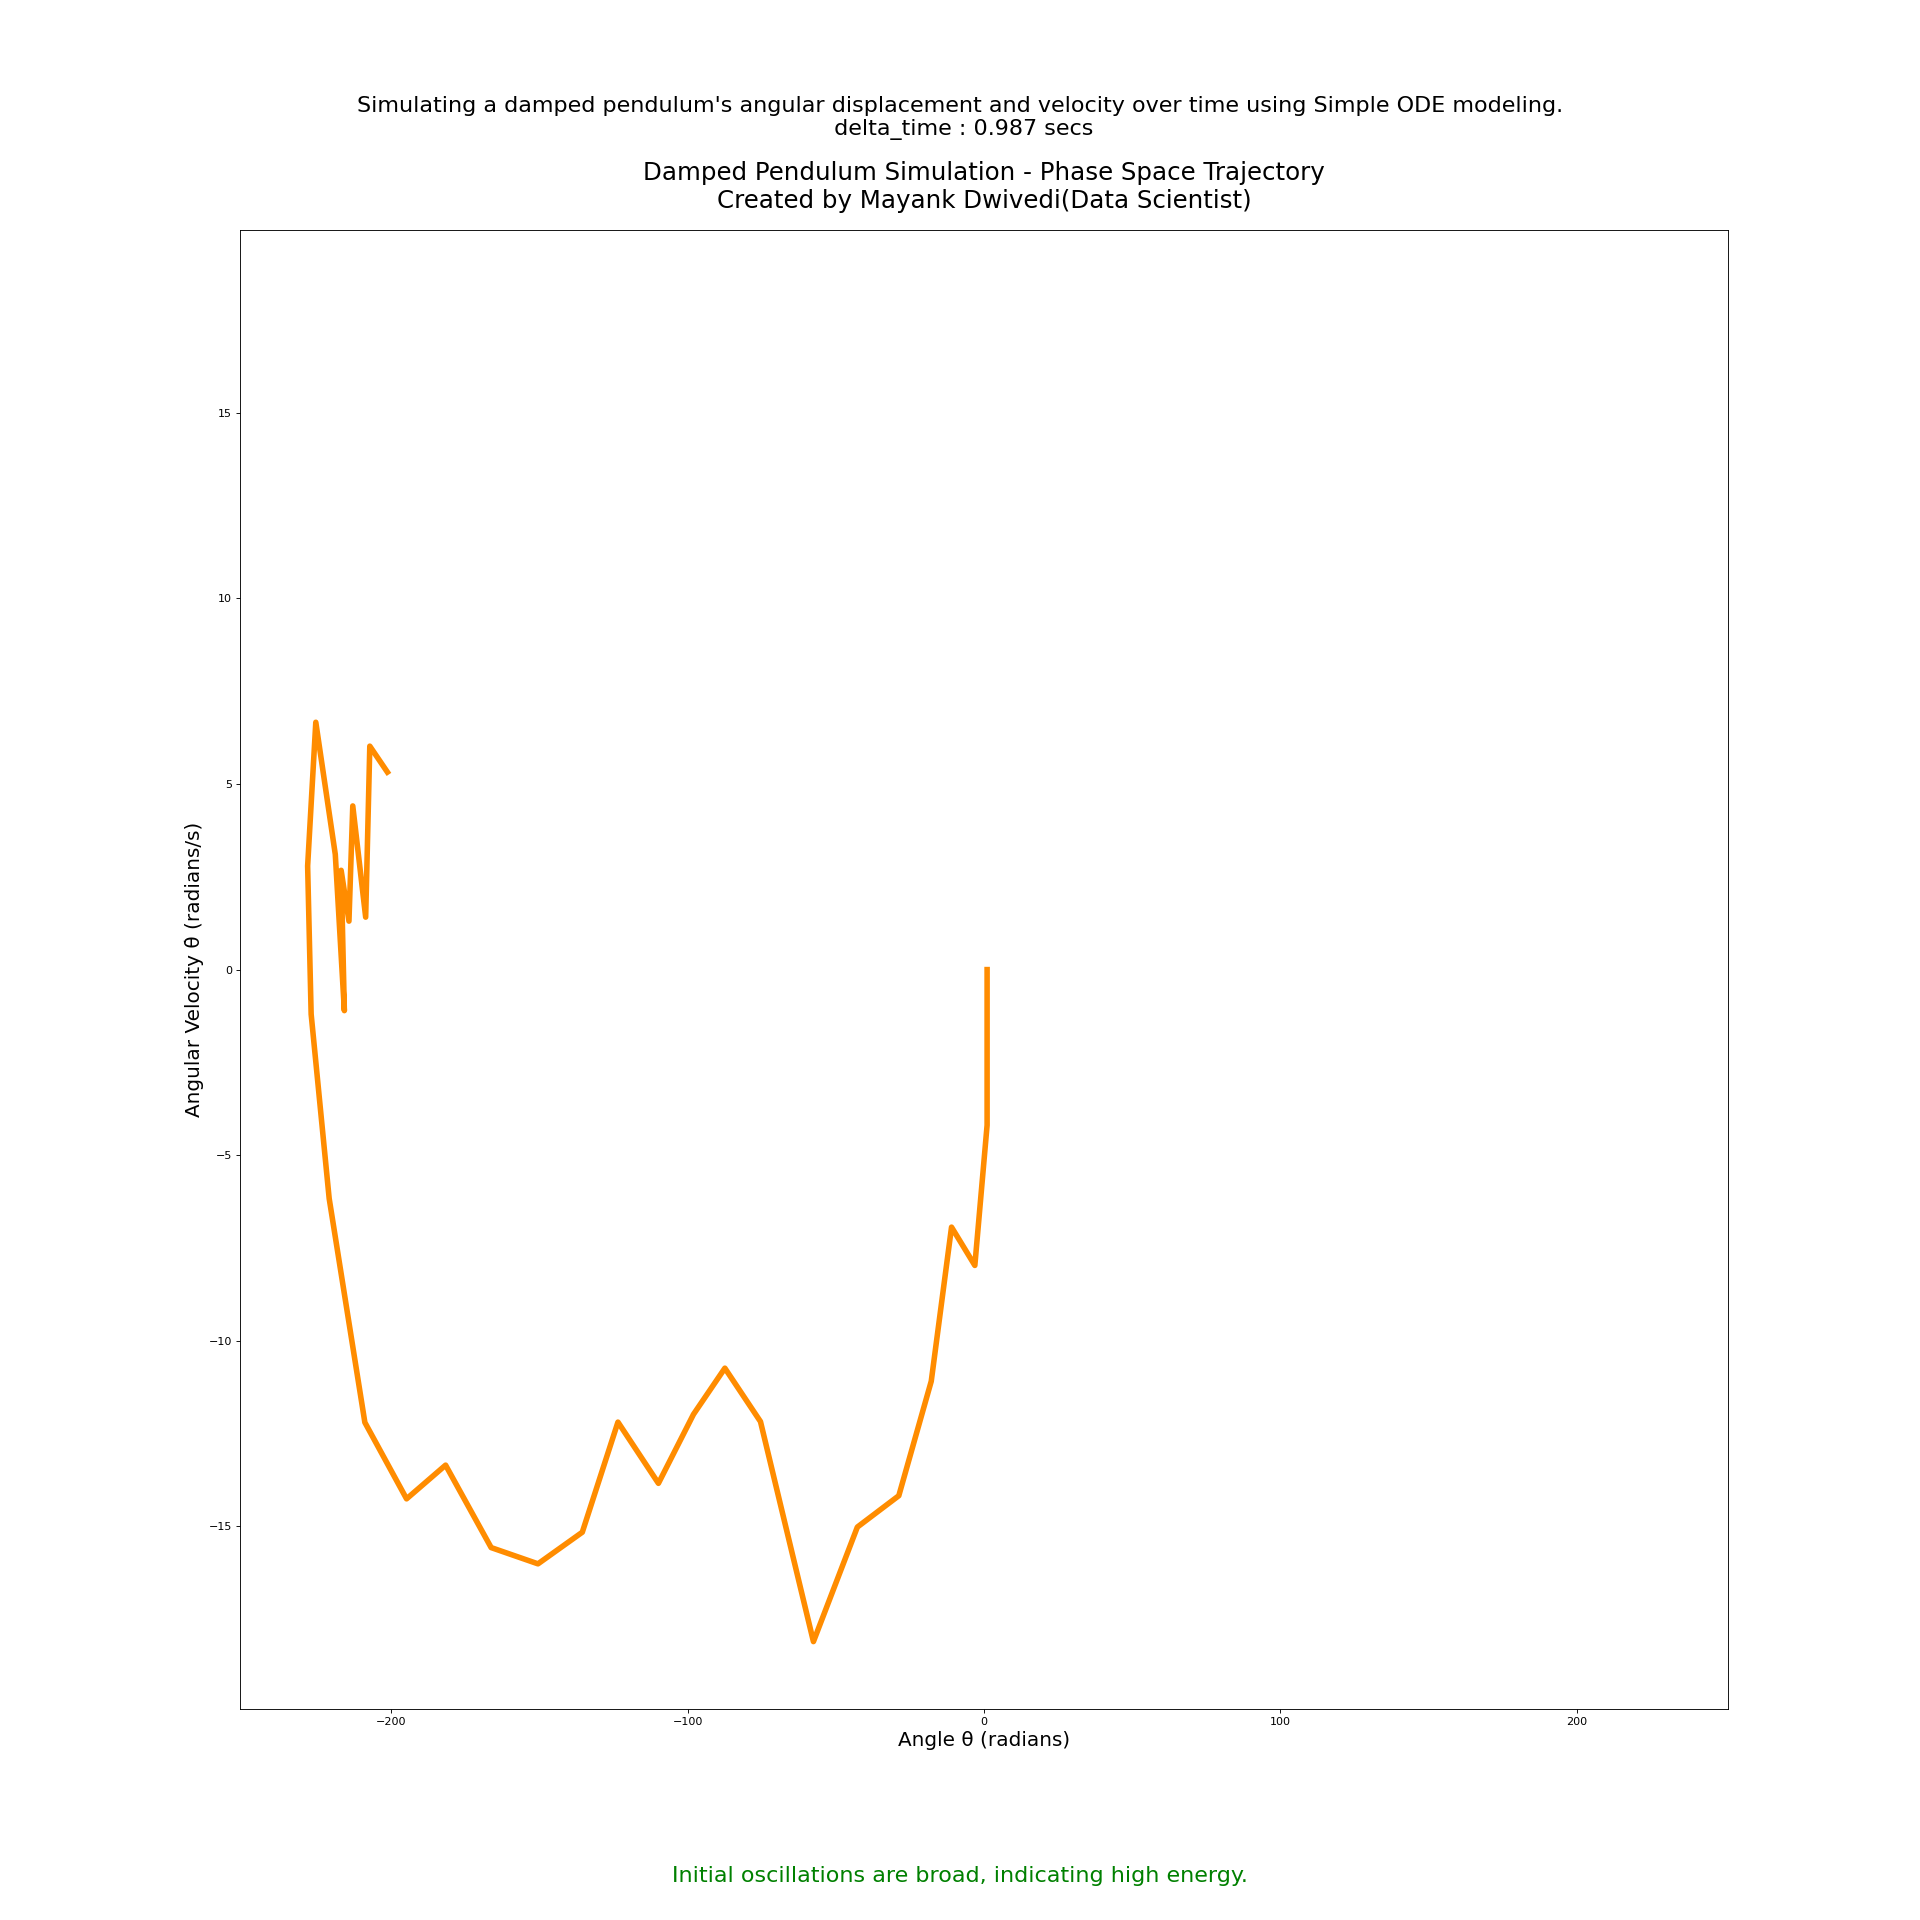 Simulating a damped pendulum's angular displacement and velocity over time using Simple ODE modeling.
delta_time : 0.987 secs
Damped Pendulum Simulation - Phase Space Trajectory
Created by Mayank Dwivedi(Data Scientist)
15
10
5
0
−5
−10
−15
Angular Velocity θ (radians/s)
−200
−100
0
100
200
Angle θ (radians)
Initial oscillations are broad, indicating high energy.